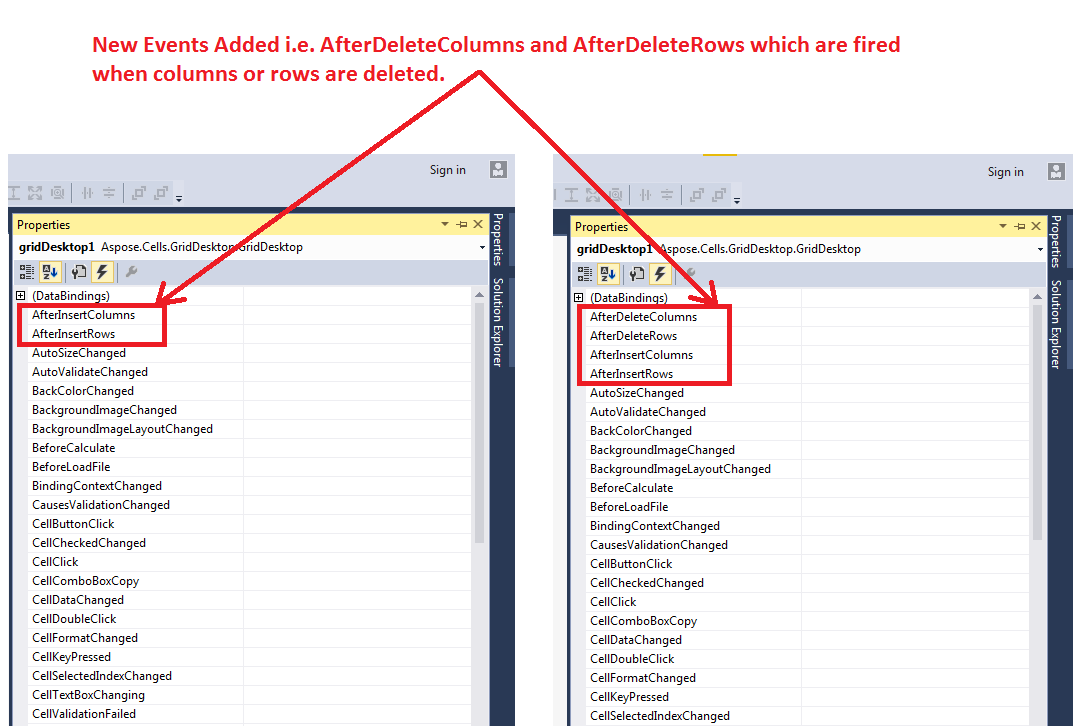 New Events Added i.e. AfterDeleteColumns and AfterDeleteRows which are fired
when columns or rows are deleted.
Sign in
Properties
gridDesktop1 Aspose.Cells.GridDesktop.GridDesktop
(DataBindings)
AfterInsertColumns
AfterInsertRows
AutoSizeChanged
AutoValidateChanged
BackColorChanged
BackgroundImageChanged
BackgroundImageLayoutChanged
BeforeCalculate
BeforeLoadFile
BindingContextChanged
CausesValidationChanged
CellButtonClick
CellCheckedChanged
CellClick
CellComboBoxCopy
CellDataChanged
CellDoubleClick
CellFormatChanged
CellKeyPressed
CellSelectedIndexChanged
CellTextBoxChanging
CellValidationFailed
Properties
Solution Explorer
Sign in
Properties
gridDesktop1 Aspose.Cells.GridDesktop.GridDesktop
(DataBindings)
AfterDeleteColumns
AfterDeleteRows
AfterInsertColumns
AfterInsertRows
AutoSizeChanged
AutoValidateChanged
BackColorChanged
BackgroundImageChanged
BackgroundImageLayoutChanged
BeforeCalculate
BeforeLoadFile
BindingContextChanged
CausesValidationChanged
CellButtonClick
CellCheckedChanged
CellClick
CellComboBoxCopy
CellDataChanged
CellDoubleClick
CellFormatChanged
CellKeyPressed
CellSelectedIndexChanged
Properties
Solution Explorer